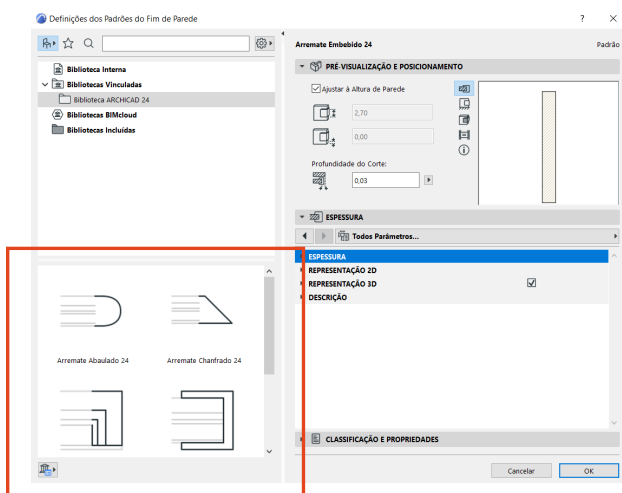 Definições dos Padrões do Fim de Parede
Arremate Embebido 24
Padrão
Biblioteca Interna
Bibliotecas Vinculadas
Biblioteca ARCHICAD 24
Bibliotecas BIMcloud
Bibliotecas Incluídas
PRÉ-VISUALIZAÇÃO E POSICIONAMENTO
Ajustar à Altura de Parede
2,70
0,00
Profundidade do Corte:
0,03
ESPESSURA
Todos Parâmetros...
ESPESSURA
REPRESENTAÇÃO 2D
REPRESENTAÇÃO 3D
DESCRIÇÃO
Arremate Abaulado 24
Arremate Chanfrado 24
CLASSIFICAÇÃO E PROPRIEDADES
Cancelar
OK